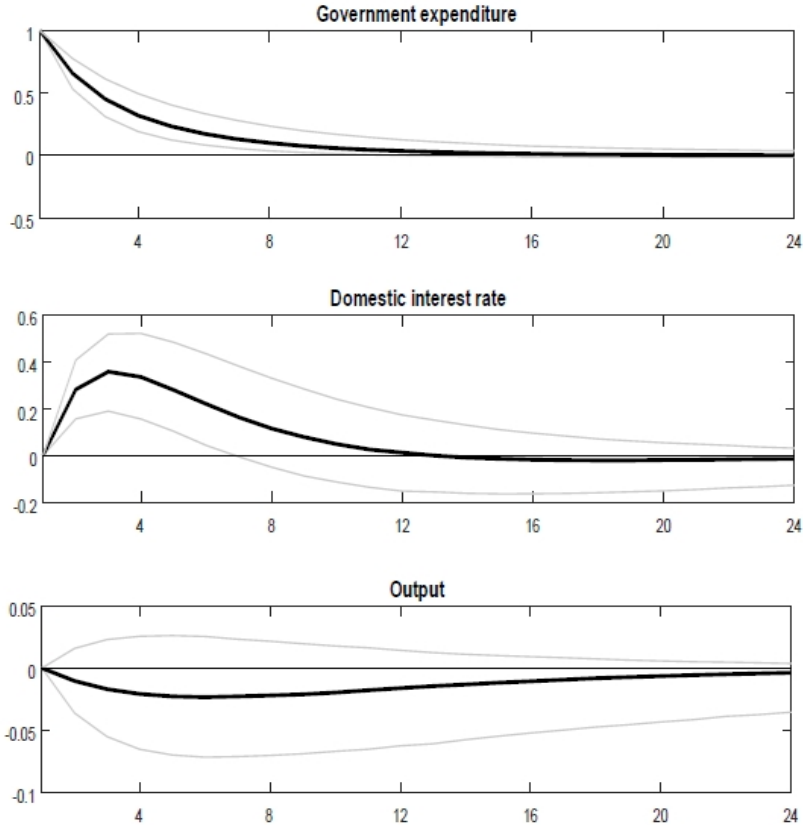 Government expenditure
1
0.5
0
-0.5
4 8 12 16 20 24
Domestic interest rate
0.6
0.4
0.2
0
-0.2
4 8 12 16 20 24
Output
0.05
0
-0.05
-0.1
4 8 12 16 20 24